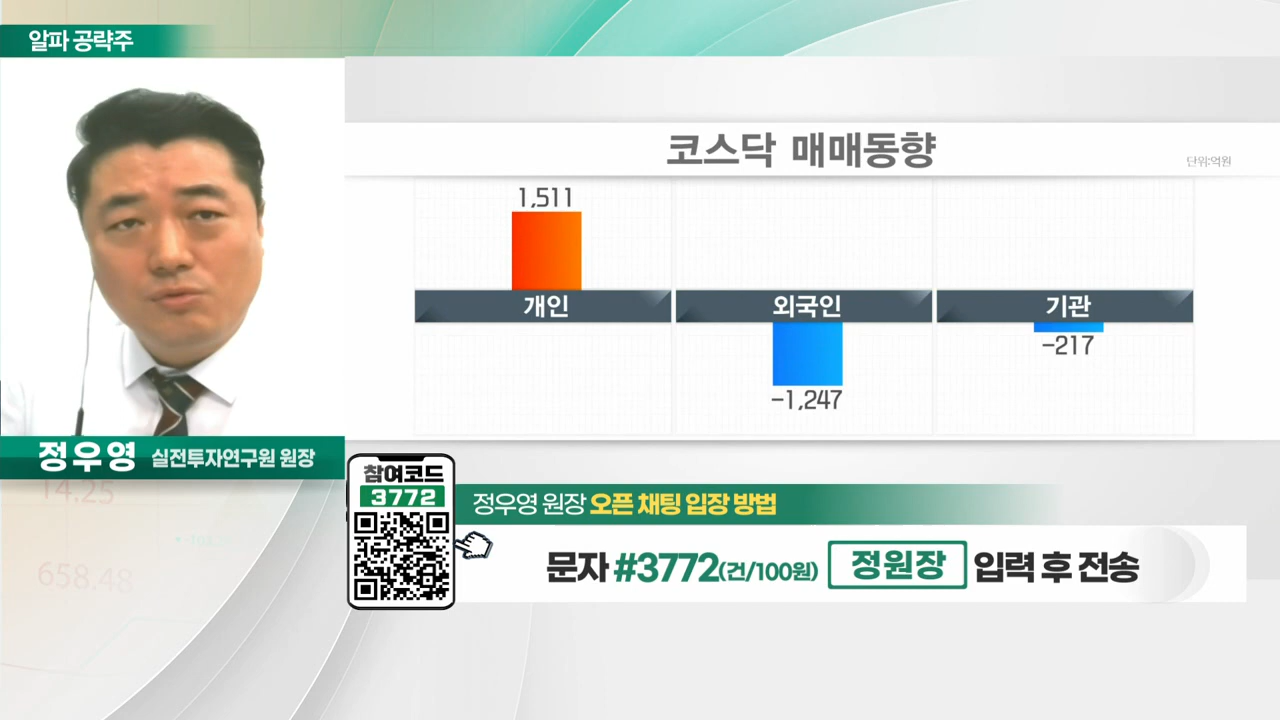 알파 공략주
코스닥 매매동향
단위:억원
1,511
개인
외국인
기관
-217
-1,247
정우영 실전투자연구원 원장
14.25
658.48
참여코드
3772
정우영 원장 오픈 채팅 입장 방법
문자 #3772(건/100원) 정원장 입력 후 전송